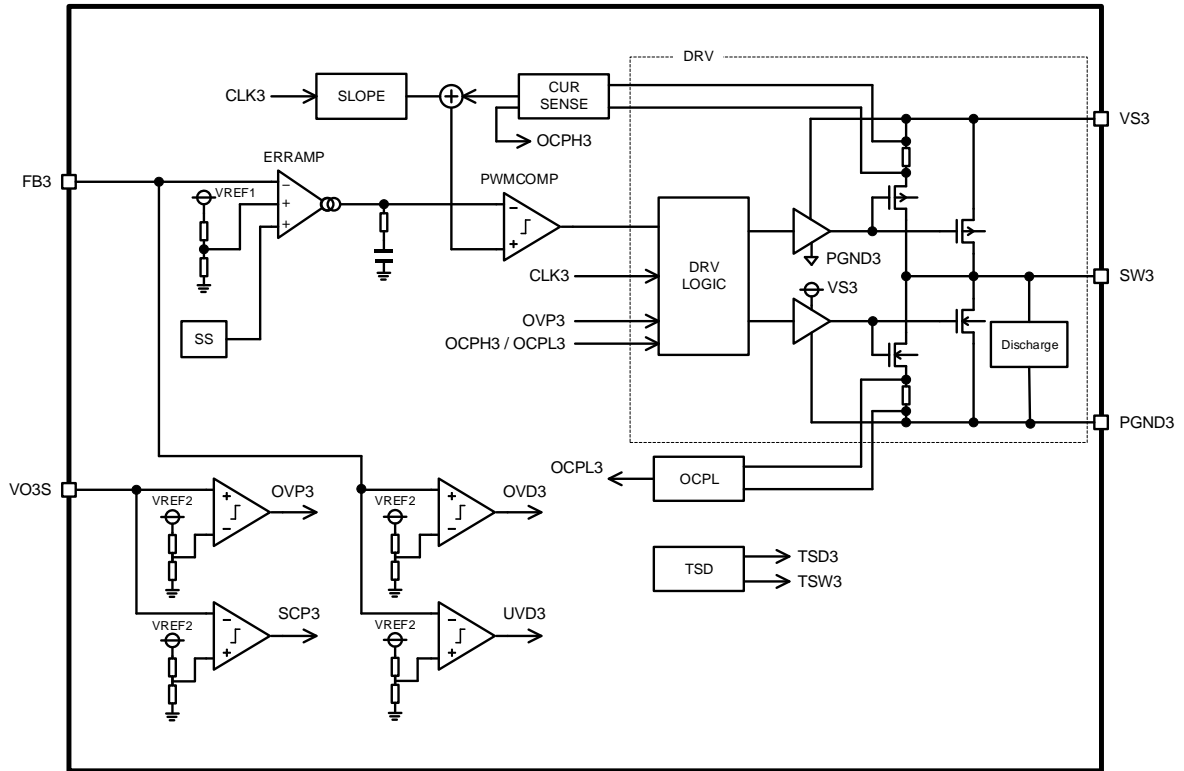 DRV
CLK3
SLOPE
+
CUR
SENSE
OCPH3
VS3
ERRAMP
FB3
VREF1
−
+
+
PWMCOMP
−
+
DRV
LOGIC
PGND3
SW3
CLK3
VS3
OVP3
OCPH3 / OCPL3
SS
Discharge
PGND3
OCPL3
OCPL
VO3S
VREF2
+
−
OVP3
VREF2
+
−
OVD3
TSD
TSD3
TSW3
VREF2
−
+
SCP3
VREF2
−
+
UVD3